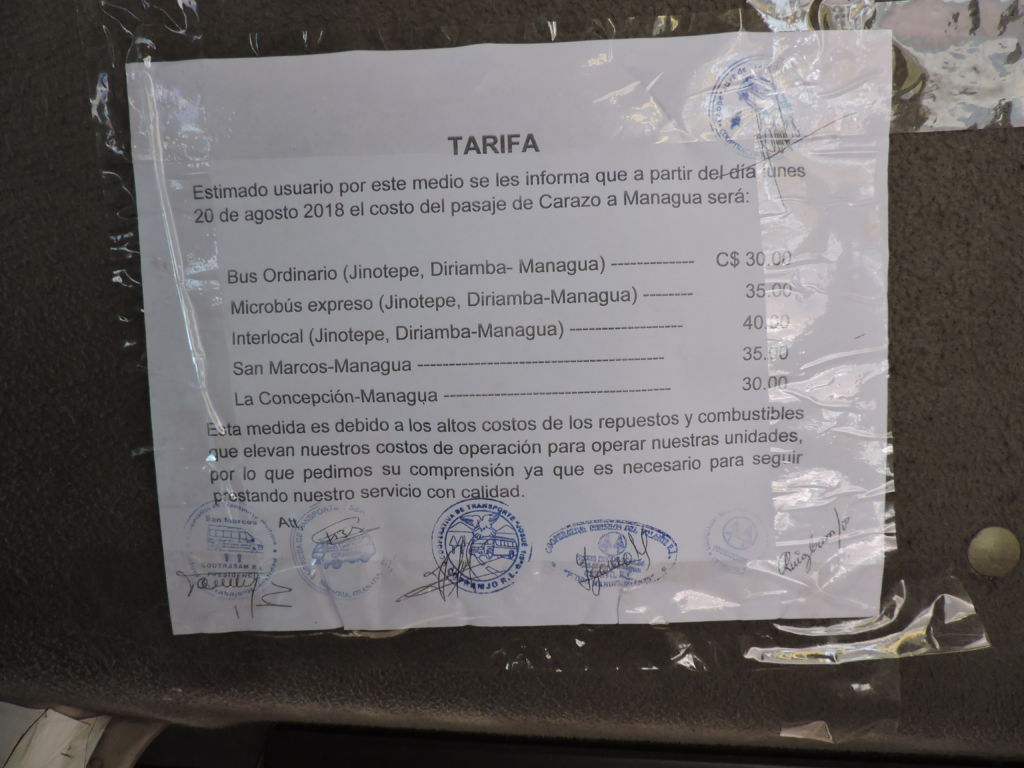 TARIFA
Estimado usuario por este medio se les informa que a partir del día lunes
20 de agosto 2018 el costo del pasaje de Carazo a Managua será:
Bus Ordinario (Jinotepe, Diriamba- Managua) ------------- C$ 30.00
Microbús expreso (Jinotepe, Diriamba-Managua) -------- 35.00
Interlocal (Jinotepe, Diriamba-Managua) ------------------ 40.00
San Marcos-Managua --------------------------------------- 35.00
La Concepción-Managua ------------------------------------ 30.00
Esta medida es debido a los altos costos de los repuestos y combustibles
que elevan nuestros costos de operación para operar nuestras unidades,
por lo que pedimos su comprensión ya que es necesario para seguir
prestando nuestro servicio con calidad.
Att
San Marcos
PRESIDENTE
DE TRANSPORTE
R.L.